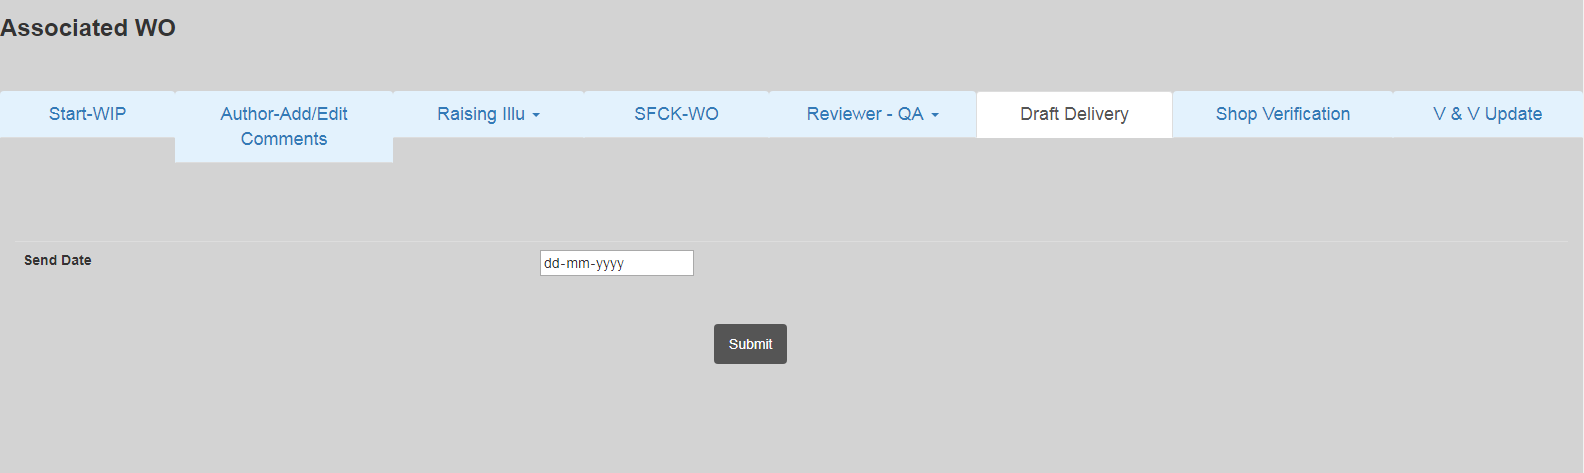 Associated WO
Start-WIP
Author-Add/Edit
Comments
Raising Illu
SFCK-WO
Reviewer - QA
Draft Delivery
Shop Verification
V & V Update
Send Date
dd-mm-yyyy
Submit